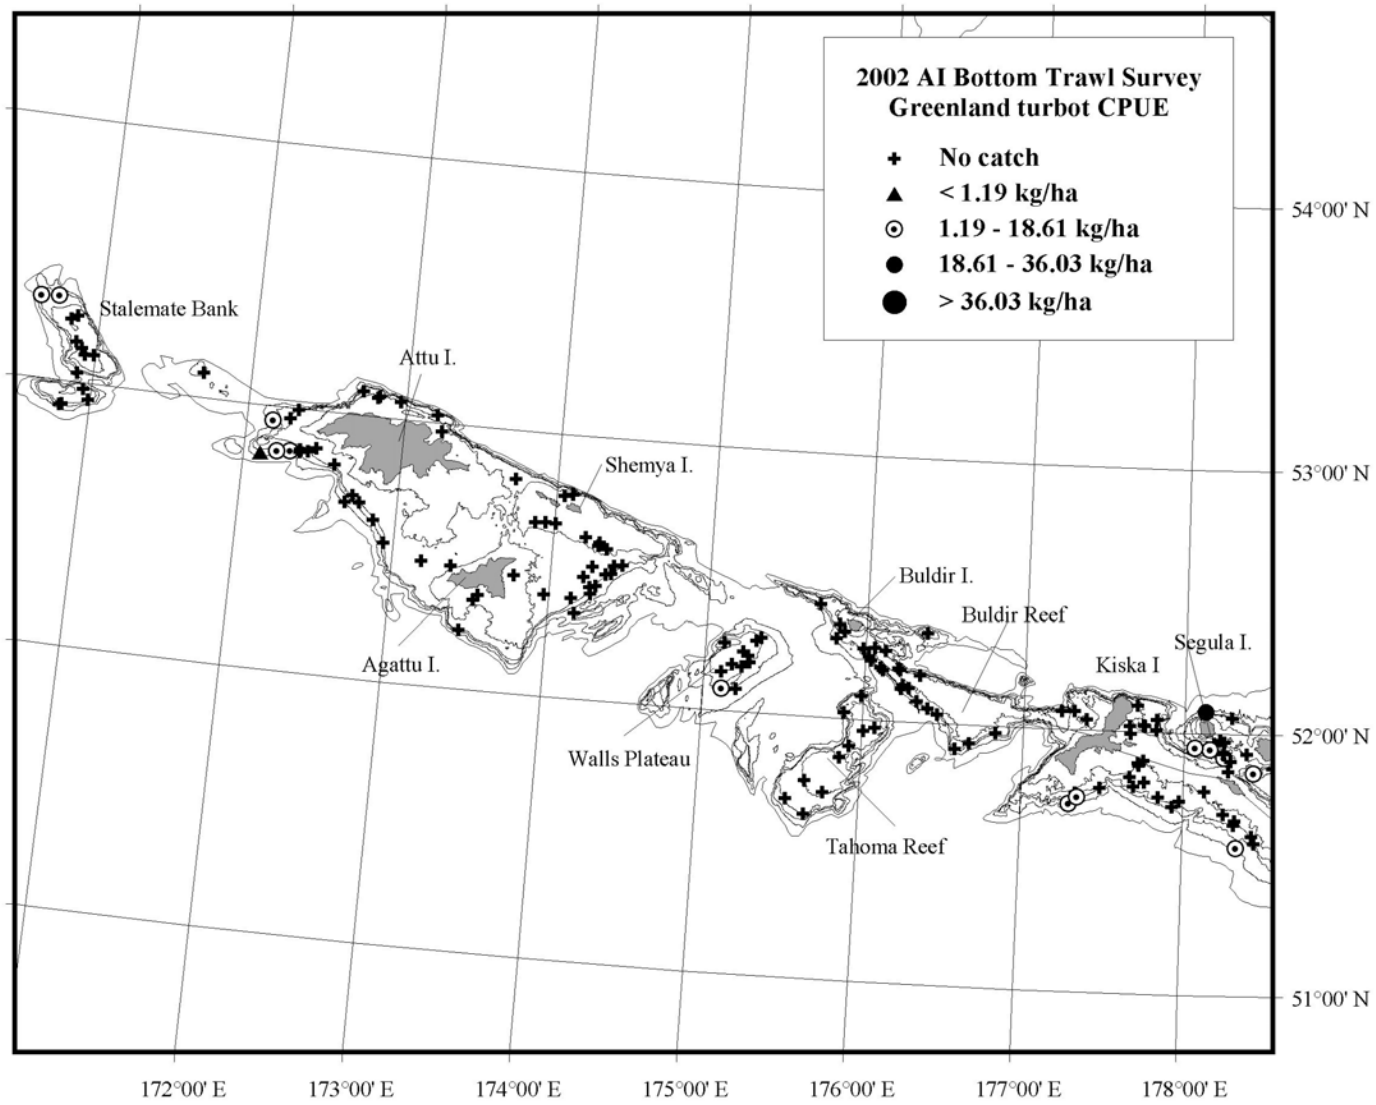 2002 AI Bottom Trawl Survey
Greenland turbot CPUE
No catch
< 1.19 kg/ha
1.19 - 18.61 kg/ha
18.61 - 36.03 kg/ha
> 36.03 kg/ha
54°00' N
Stalemate Bank
Attu I.
Shemya I.
53°00' N
Buldir I.
Buldir Reef
Segula I.
Agattu I.
Kiska I
52°00' N
Walls Plateau
Tahoma Reef
51°00' N
172°00' E
173°00' E
174°00' E
175°00' E
176°00' E
177°00' E
178°00' E